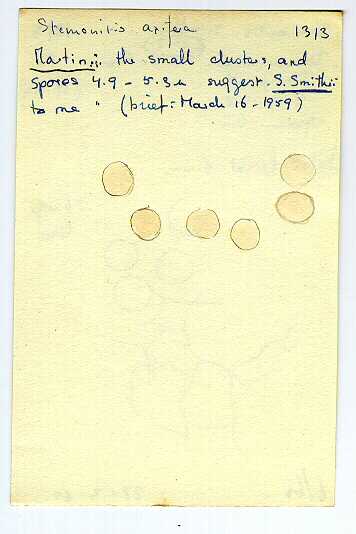 Stemonitis axifera 1313
Martin: the small clusters, and
spores 4.9 - 5.3 u suggest S. Smithii
to me " (brief: March 16 - 1959)